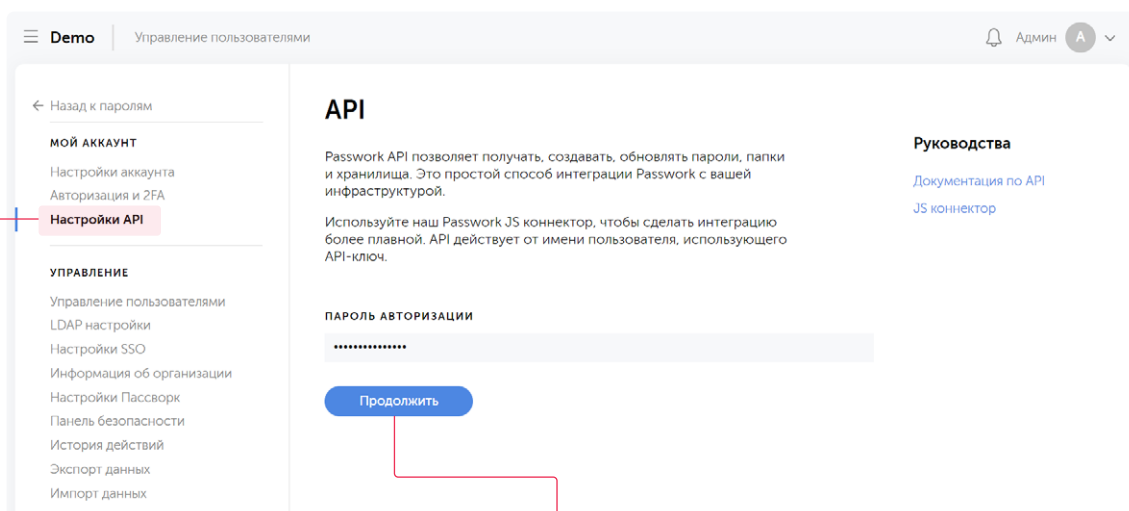 Demo
Управление пользователями
Админ
А
Назад к паролям
МОЙ АККАУНТ
Настройки аккаунта
Авторизация и 2FA
Настройки API
УПРАВЛЕНИЕ
Управление пользователями
LDAP настройки
Настройки SSO
Информация об организации
Настройки Пассворк
Панель безопасности
История действий
Экспорт данных
Импорт данных
API
Passwork API позволяет получать, создавать, обновлять пароли, папки
и хранилища. Это простой способ интеграции Passwork с вашей
инфраструктурой.
Используйте наш Passwork JS коннектор, чтобы сделать интеграцию
более плавной. API действует от имени пользователя, использующего
API-ключ.
ПАРОЛЬ АВТОРИЗАЦИИ
•••••••••••••••
Продолжить
Руководства
Документация по API
JS коннектор